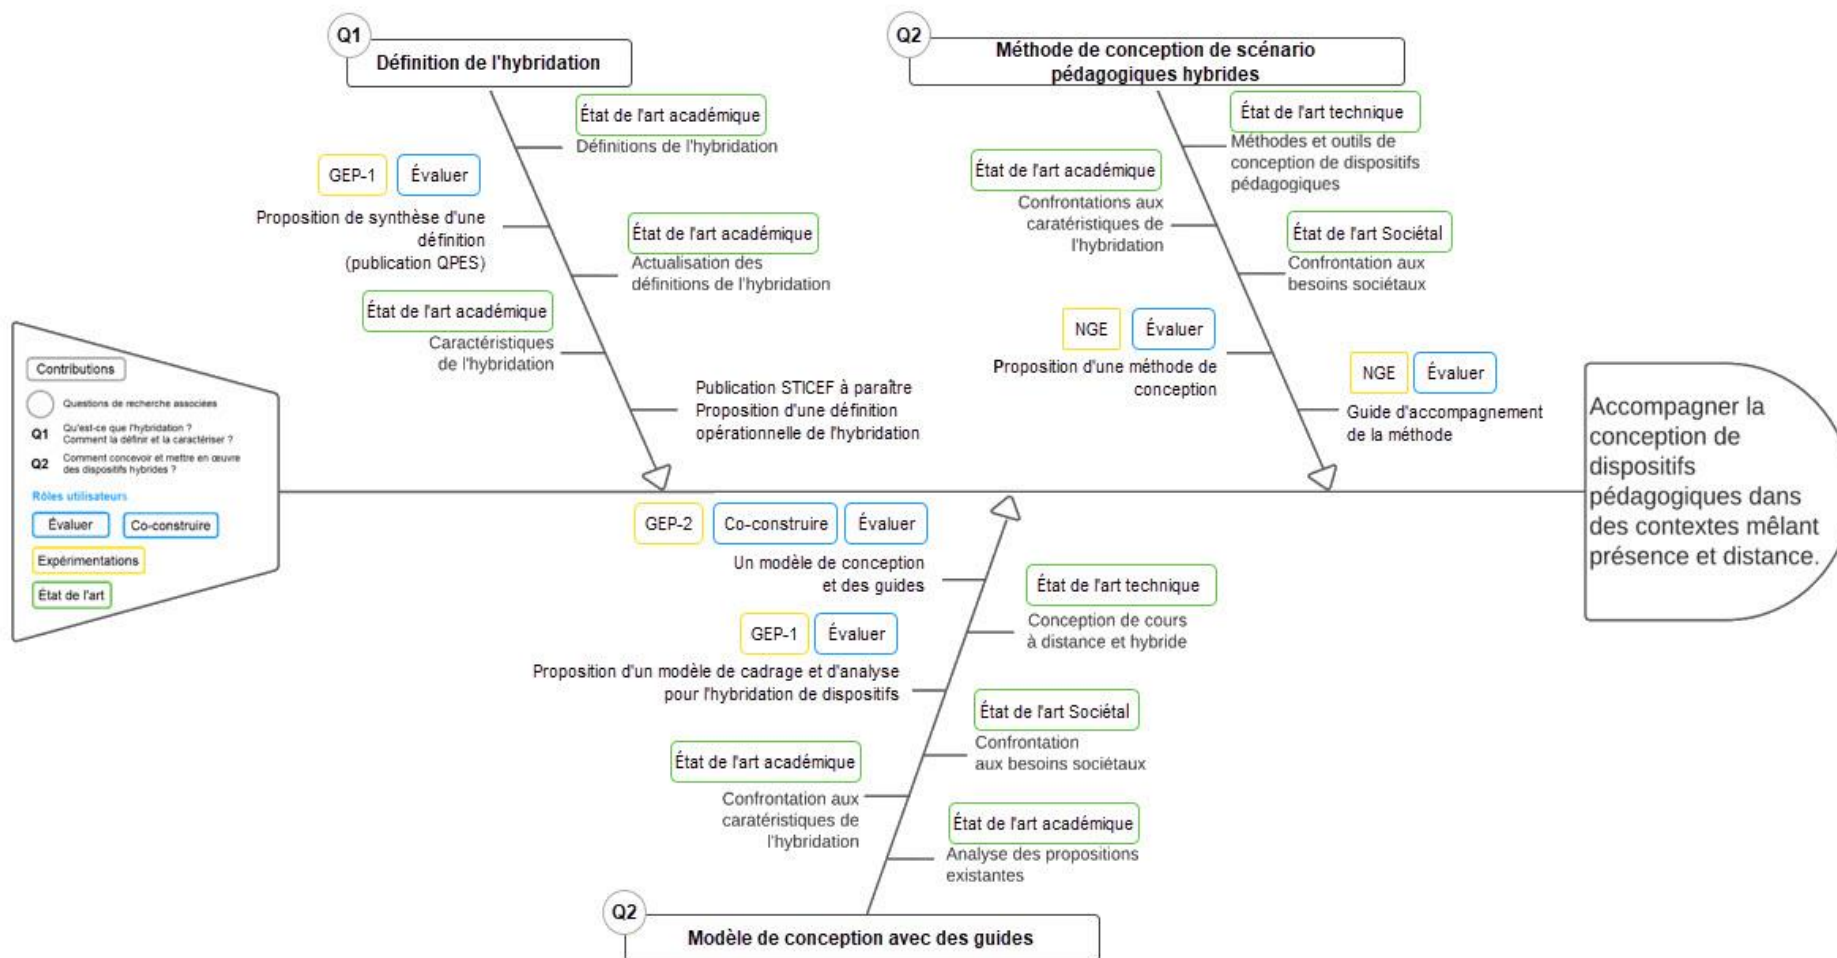 Q1
Définition de l'hybridation
État de l'art académique
Définitions de l'hybridation
GEP-1
Évaluer
Proposition de synthèse d'une
définition
(publication QPES)
État de l'art académique
Actualisation des
définitions de l'hybridation
État de l'art académique
Caractéristiques
de l'hybridation
Publication STICEF à paraître
Proposition d'une définition
opérationnelle de l'hybridation
Q2
Méthode de conception de scénario
pédagogiques hybrides
État de l'art technique
Méthodes et outils de
conception de dispositifs
pédagogiques
État de l'art académique
Confrontations aux
caratéristiques de
l'hybridation
État de l'art Sociétal
Confrontation aux
besoins sociétaux
NGE
Évaluer
Proposition d'une méthode de
conception
NGE
Évaluer
Guide d'accompagnement
de la méthode
Contributions
Questions de recherche associées
Q1
Qu'est-ce que l'hybridation ?
Comment la définir et la caractériser ?
Q2
Comment concevoir et mettre en œuvre
des dispositifs hybrides ?
Rôles utilisateurs
Évaluer
Co-construire
Expérimentations
État de l'art
Accompagner la
conception de
dispositifs
pédagogiques dans
des contextes mêlant
présence et distance.
GEP-2
Co-construire
Évaluer
Un modèle de conception
et des guides
État de l'art technique
Conception de cours
à distance et hybride
GEP-1
Évaluer
Proposition d'un modèle de cadrage et d'analyse
pour l'hybridation de dispositifs
État de l'art Sociétal
Confrontation
aux besoins sociétaux
État de l'art académique
Confrontation aux
caratéristiques de
l'hybridation
État de l'art académique
Analyse des propositions
existantes
Q2
Modèle de conception avec des guides